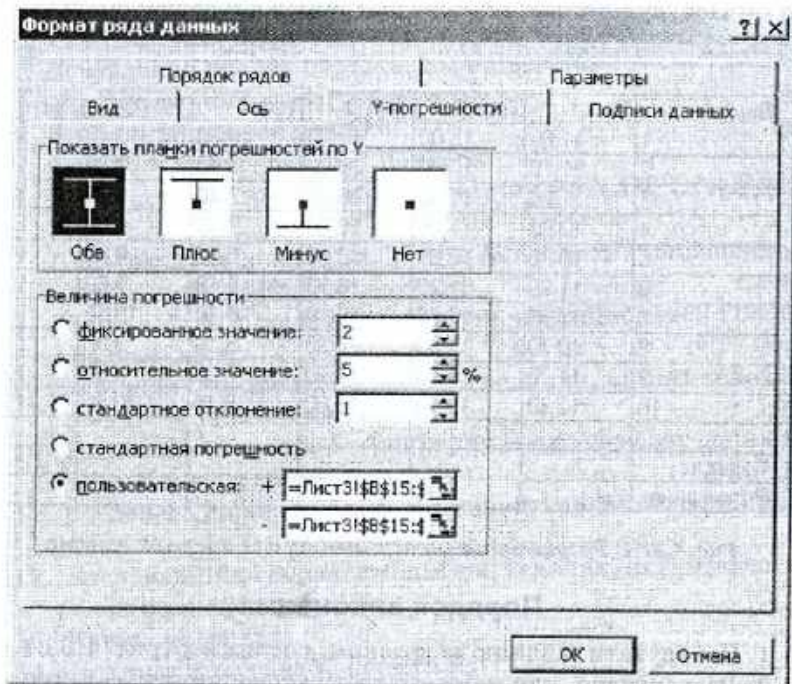 Формат ряда данных
Порядок рядов
Параметры
Вид
Ось
Y-погрешности
Подписи данных
Показать планки погрешностей по Y
Обе
Плюс
Минус
Нет
Величина погрешности
фиксированное значение: 2
относительное значение: 5 %
стандартное отклонение: 1
стандартная погрешность
пользовательская: + =Лист3!$B$15:$
- =Лист3!$B$15:$
OK
Отмена